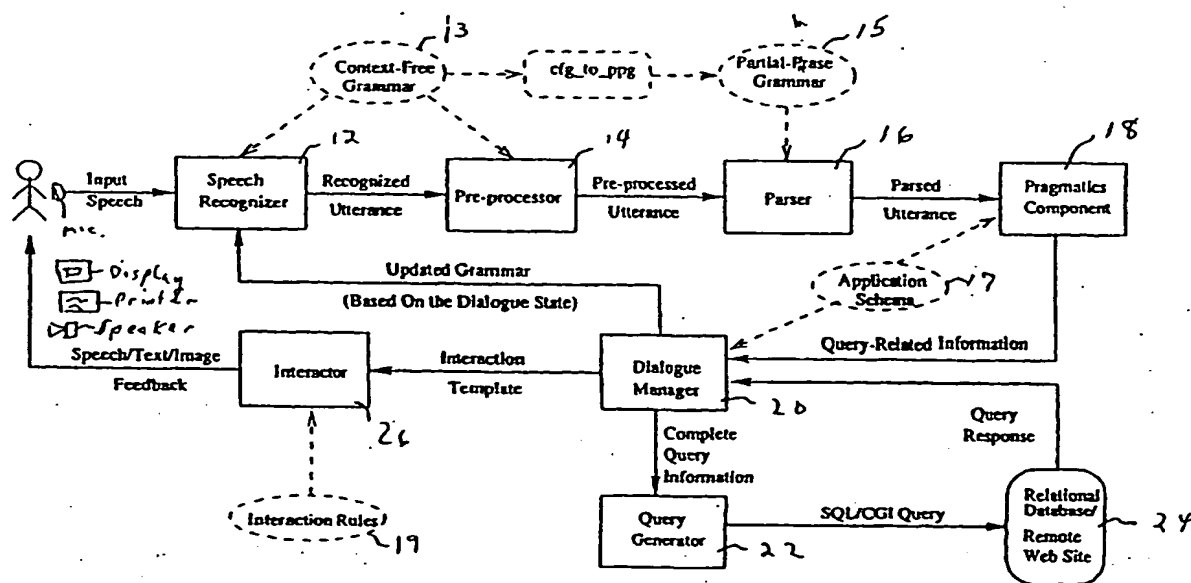 13
15
Context-Free
Grammar
cfg_to_ppg
Partial-Prase
Grammar
12
14
16
18
Input
Speech
Speech
Recognizer
Recognized
Utterance
Pre-processor
Pre-processed
Utterance
Parser
Parsed
Utterance
Pragmatics
Component
mic.
Display
Printer
Speaker
Updated Grammar
(Based On the Dialogue State)
Application
Schema
17
Speech/Text/Image
Feedback
Interactor
26
Interaction
Template
Dialogue
Manager
20
Query-Related Information
Query
Response
Complete
Query
Information
Interaction Rules
19
Query
Generator
22
SQL/CGI Query
Relational
Database/
Remote
Web Site
24